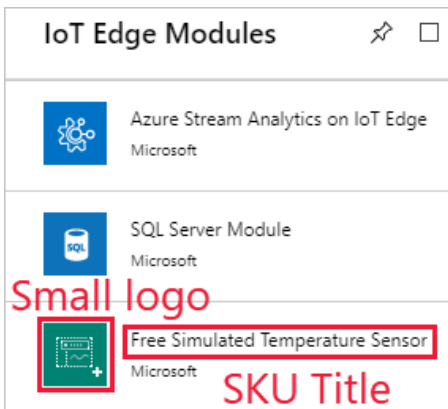 IoT Edge Modules
Azure Stream Analytics on IoT Edge
Microsoft
SQL
SQL Server Module
Microsoft
Small logo
Free Simulated Temperature Sensor
Microsoft
SKU Title